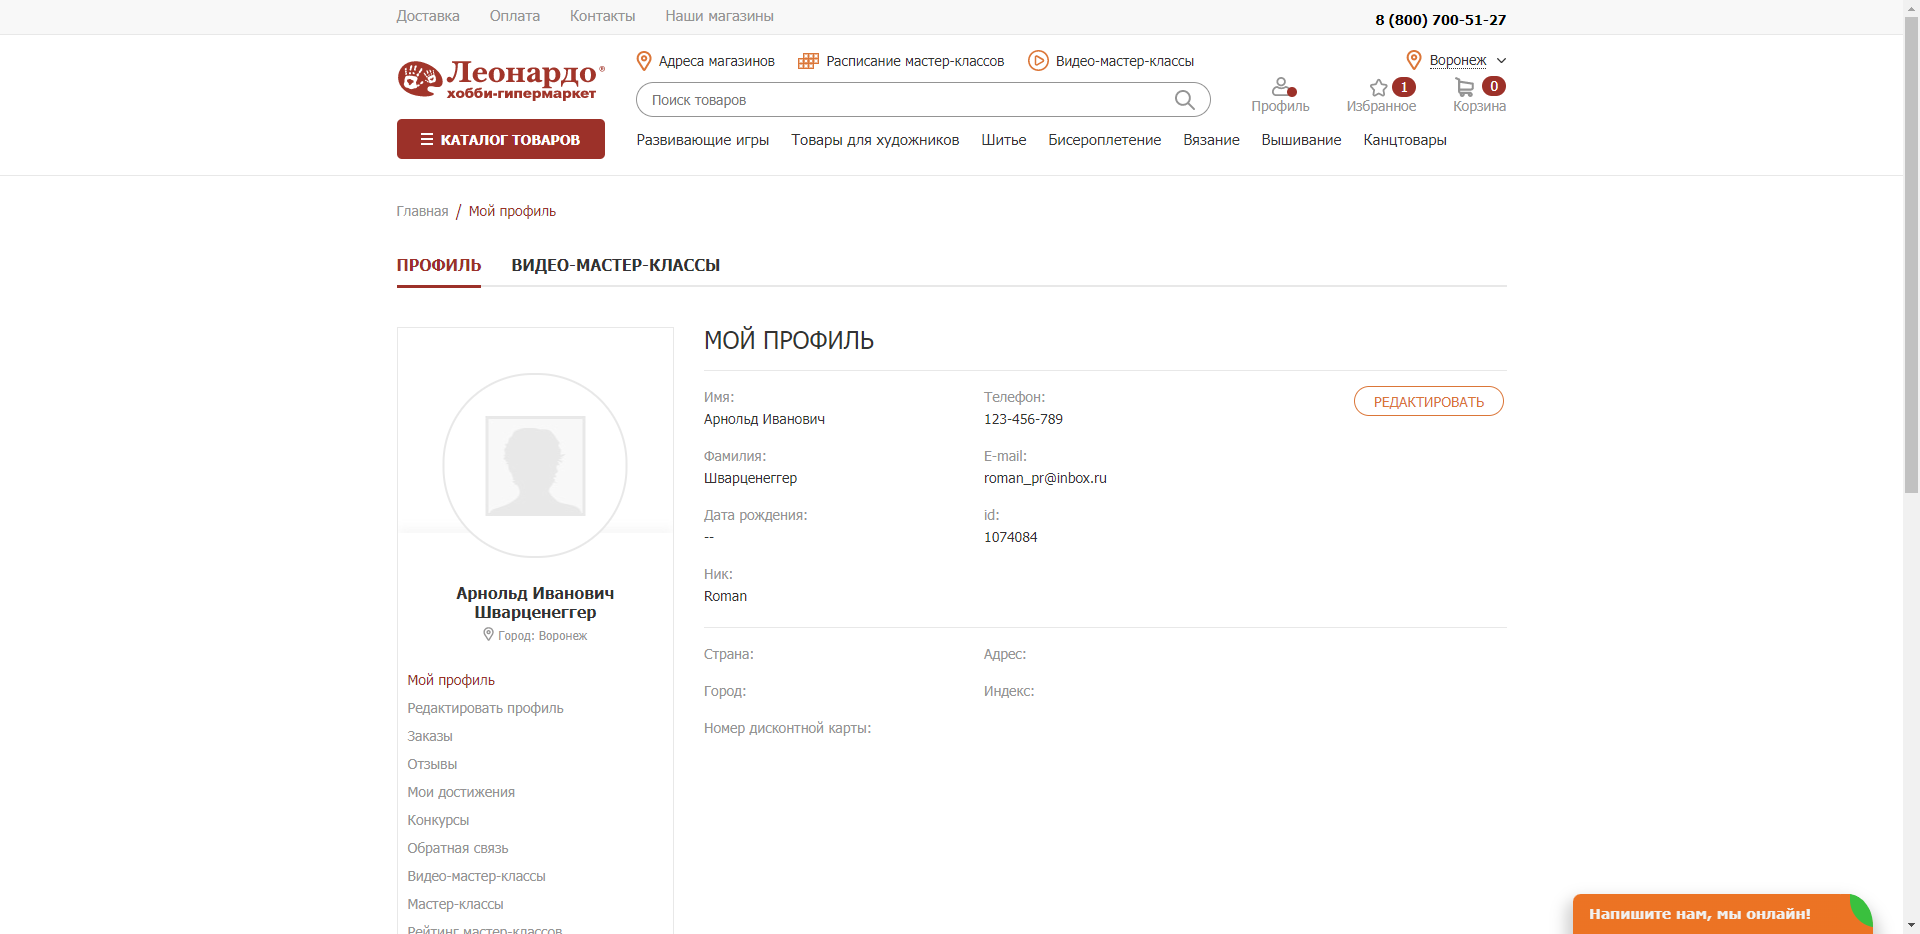 Доставка Оплата Контакты Наши магазины 8 (800) 700-51-27
Леонардо®
хобби-гипермаркет
Адреса магазинов Расписание мастер-классов Видео-мастер-классы Воронеж
Поиск товаров
1
0
Профиль Избранное Корзина
КАТАЛОГ ТОВАРОВ
Развивающие игры Товары для художников Шитье Бисероплетение Вязание Вышивание Канцтовары
Главная / Мой профиль
ПРОФИЛЬ ВИДЕО-МАСТЕР-КЛАССЫ
Арнольд Иванович
Шварценеггер
Город: Воронеж
Мой профиль
Редактировать профиль
Заказы
Отзывы
Мои достижения
Конкурсы
Обратная связь
Видео-мастер-классы
Мастер-классы
Рейтинг мастер-классов
МОЙ ПРОФИЛЬ
Имя: Телефон:
Арнольд Иванович 123-456-789
РЕДАКТИРОВАТЬ
Фамилия: E-mail:
Шварценеггер roman_pr@inbox.ru
Дата рождения: id:
-- 1074084
Ник:
Roman
Страна: Адрес:
Город: Индекс:
Номер дисконтной карты:
Напишите нам, мы онлайн!